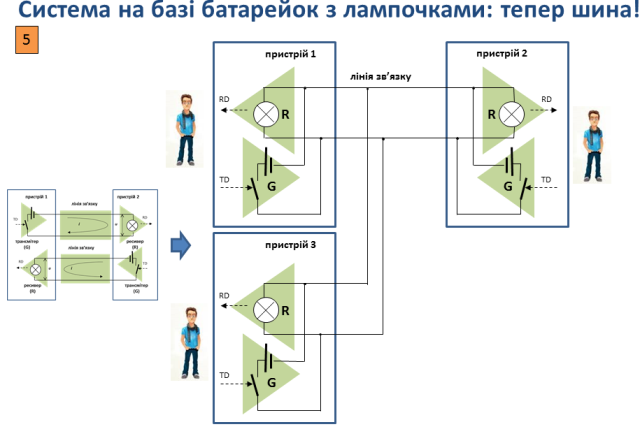 Система на базі батарейок з лампочками: тепер шина!
5
пристрій 1
пристрій 2
лінія зв’язку
RD
R
R
RD
TD
G
G
TD
пристрій 1
лінія зв’язку
пристрій 2
TD
I
e
RD
трансмітер
(G)
лінія зв’язку
ресивер
(R)
RD
e
I
TD
ресивер
(R)
трансмітер
(G)
пристрій 3
RD
R
TD
G